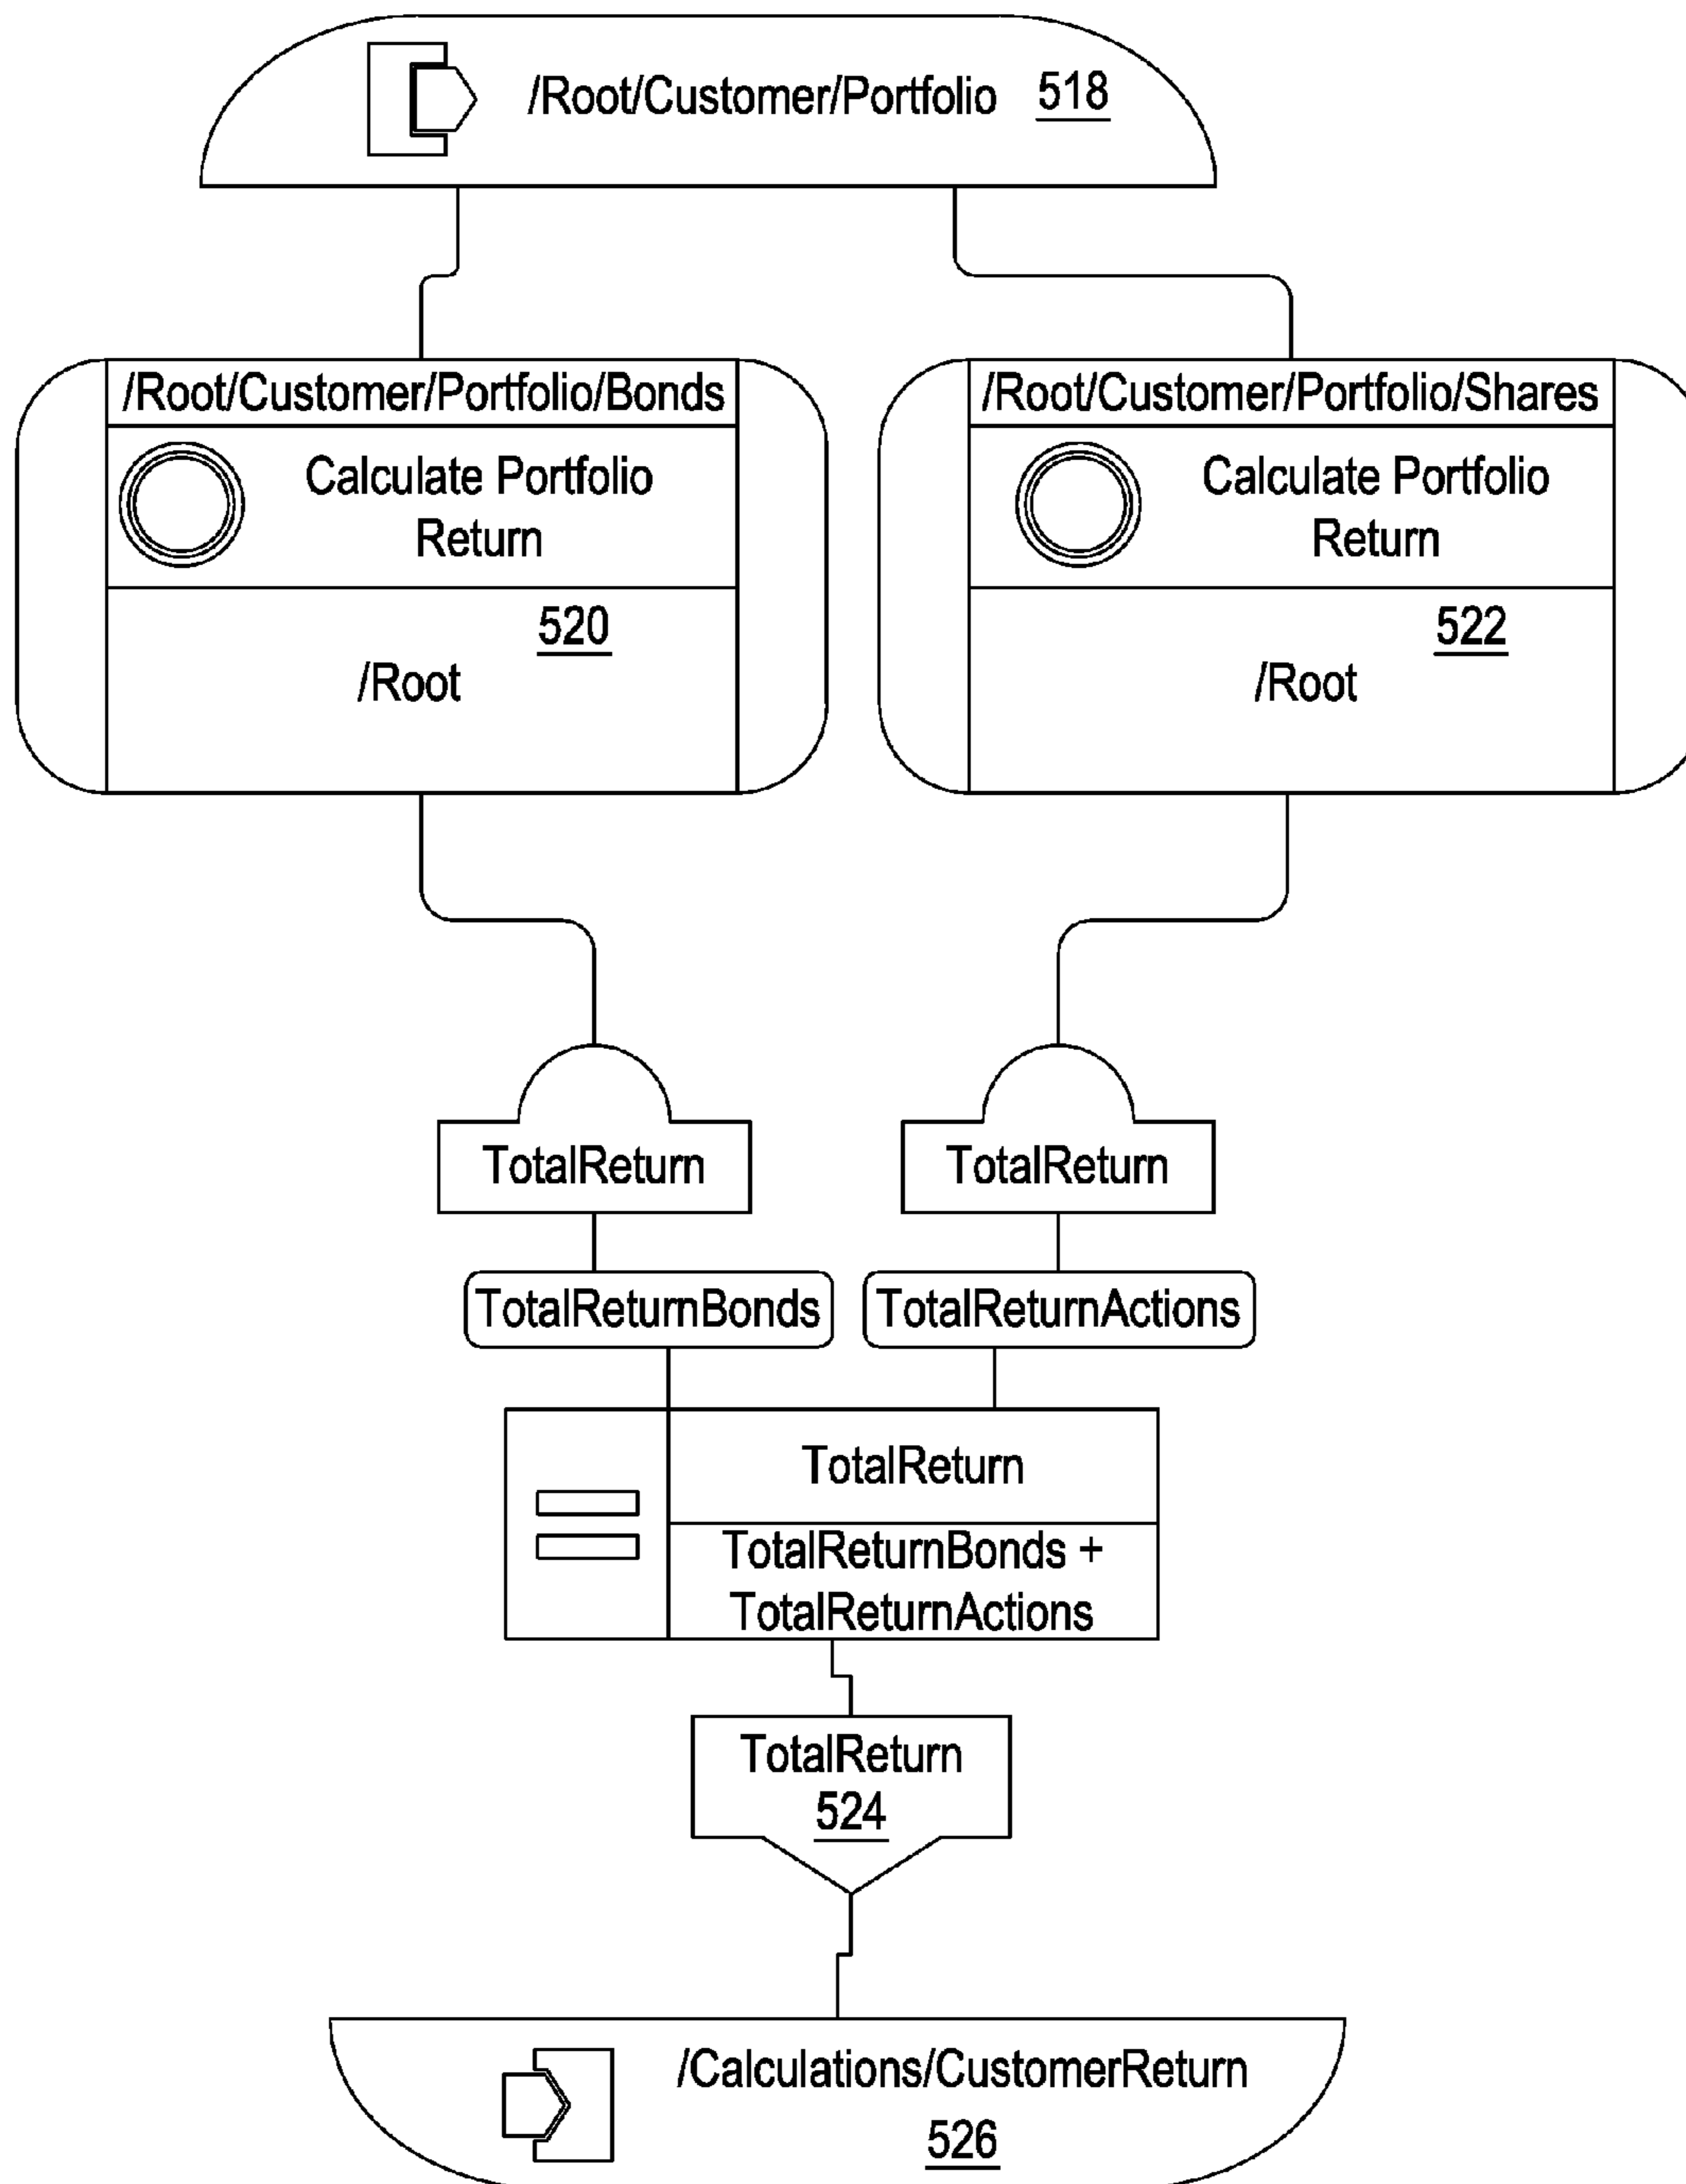 /Root/Customer/Portfolio 518
/Root/Customer/Portfolio/Bonds
Calculate Portfolio
Return
520
/Root
/Root/Customer/Portfolio/Shares
Calculate Portfolio
Return
522
/Root
TotalReturn
TotalReturn
TotalReturnBonds
TotalReturnActions
TotalReturn
TotalReturnBonds +
TotalReturnActions
TotalReturn
524
/Calculations/CustomerReturn
526